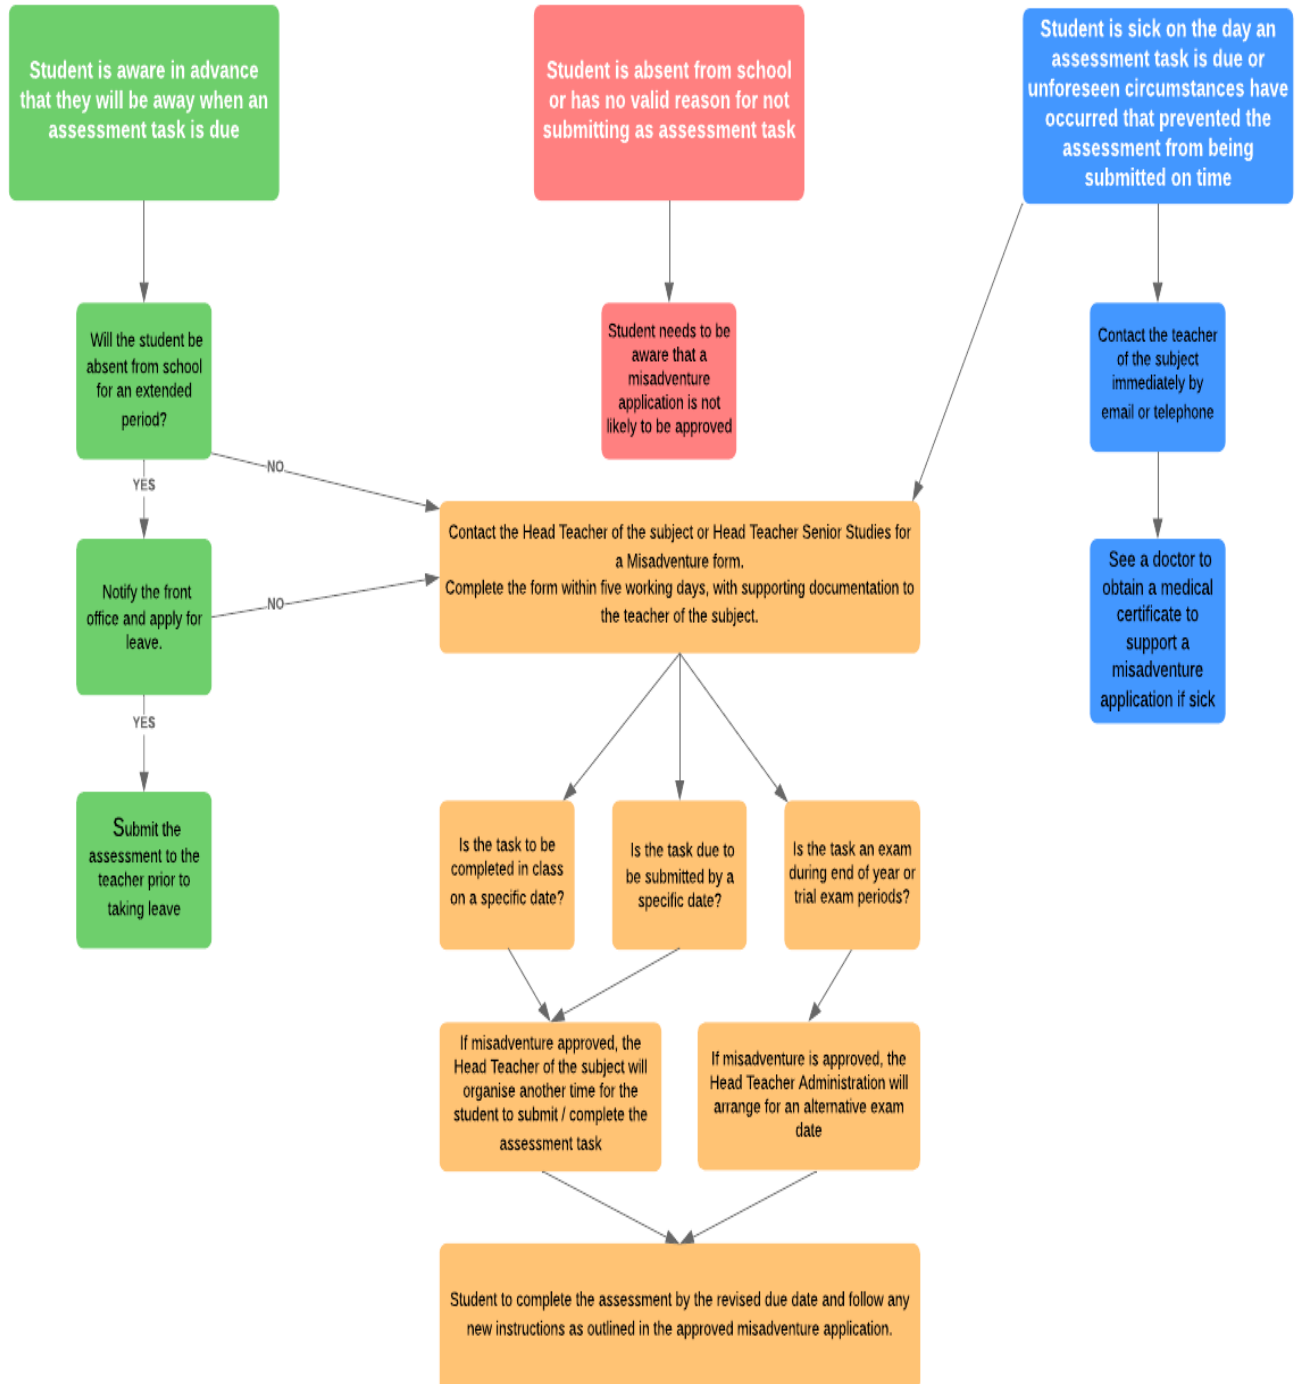 Student is aware in advance
that they will be away when an
assessment task is due
Student is absent from school
or has no valid reason for not
submitting as assessment task
Student is sick on the day an
assessment task is due or
unforeseen circumstances have
occurred that prevented the
assessment from being
submitted on time
Will the student be
absent from school
for an extended
period?
Student needs to be
aware that a
misadventure
application is not
likely to be approved
Contact the teacher
of the subject
immediately by
email or telephone
NO
YES
Contact the Head Teacher of the subject or Head Teacher Senior Studies for
a Misadventure form.
Complete the form within five working days, with supporting documentation to
the teacher of the subject.
Notify the front
office and apply for
leave.
NO
YES
See a doctor to
obtain a medical
certificate to
support a
misadventure
application if sick
Submit the
assessment to the
teacher prior to
taking leave
Is the task to be
completed in class
on a specific date?
Is the task due to
be submitted by a
specific date?
Is the task an exam
during end of year or
trial exam periods?
If misadventure approved, the
Head Teacher of the subject will
organise another time for the
student to submit / complete the
assessment task
If misadventure is approved, the
Head Teacher Administration will
arrange for an alternative exam
date
Student to complete the assessment by the revised due date and follow any
new instructions as outlined in the approved misadventure application.